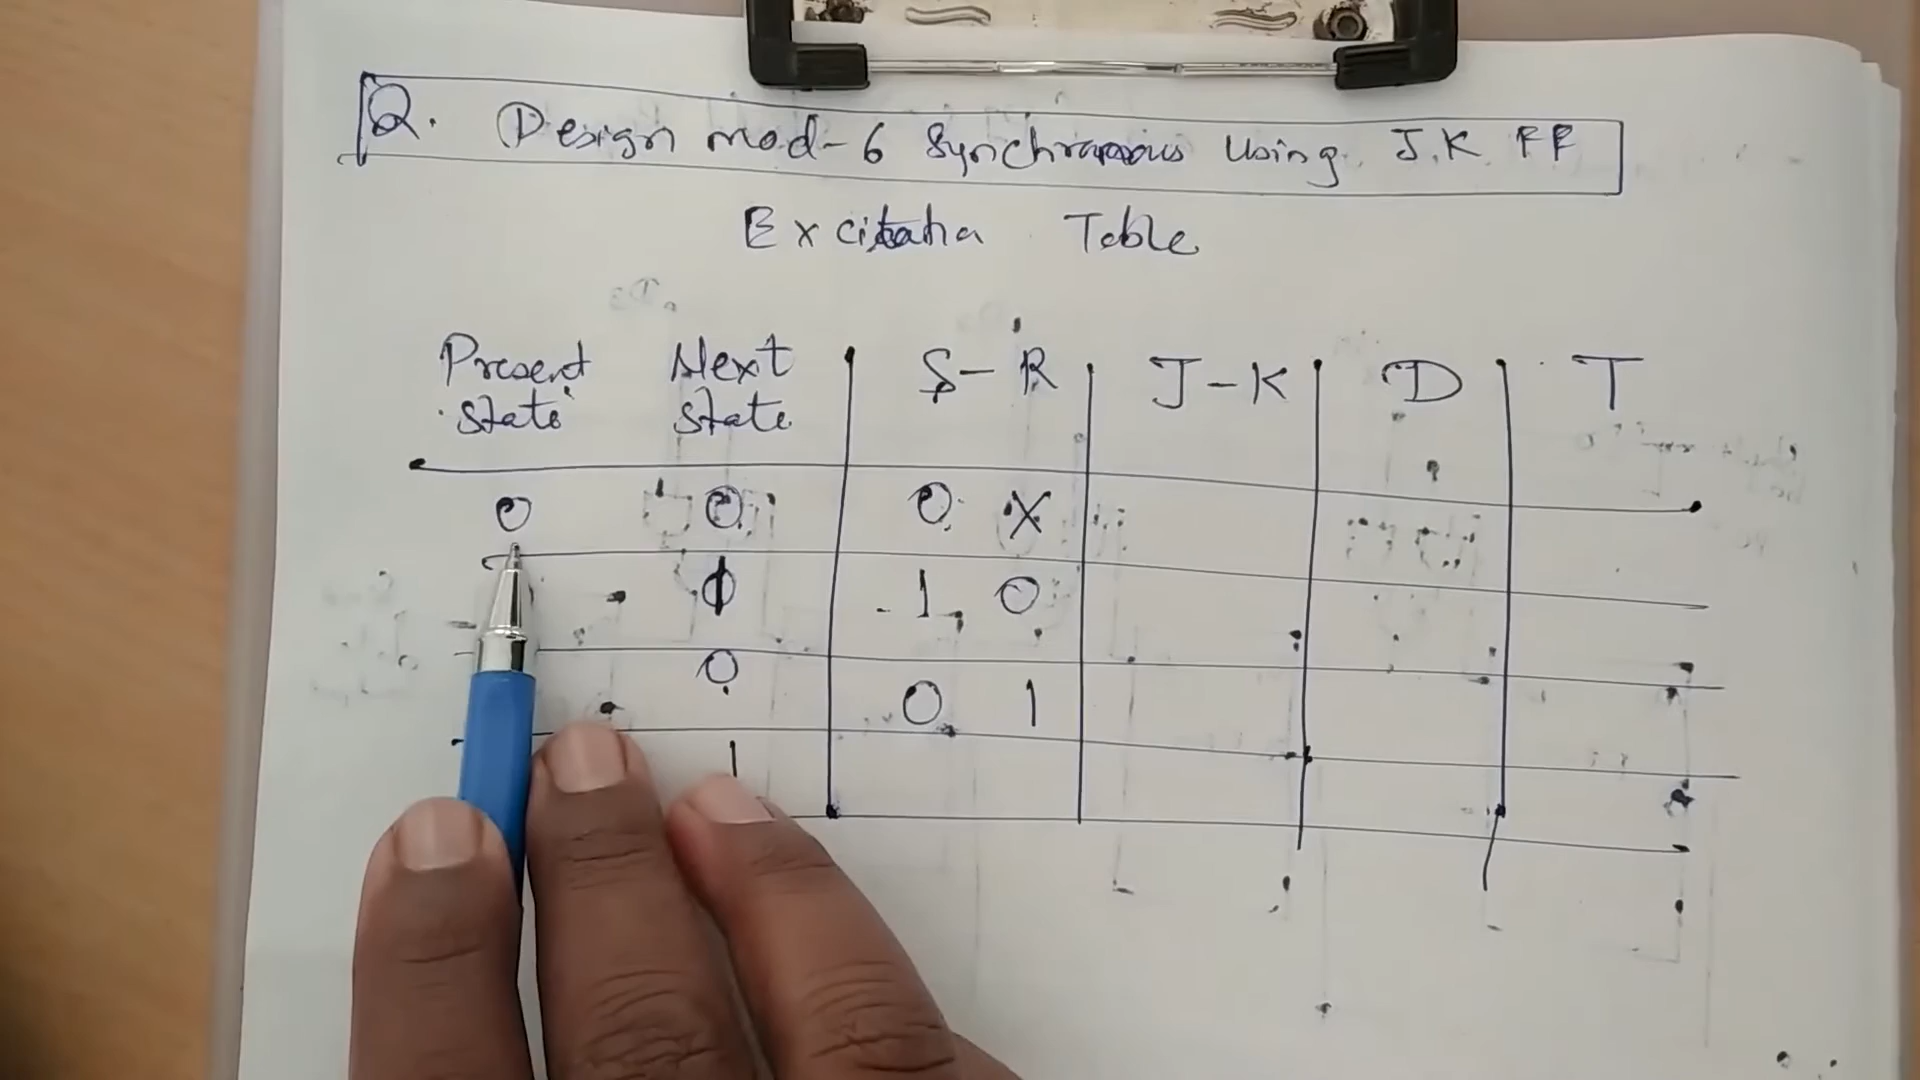 Q. Design mod-6 Synchronous Using J.K FF
Excitation Table
Present state Next state S-R J-K D T
0 0 0 X
1 1 0
0 0 1
1